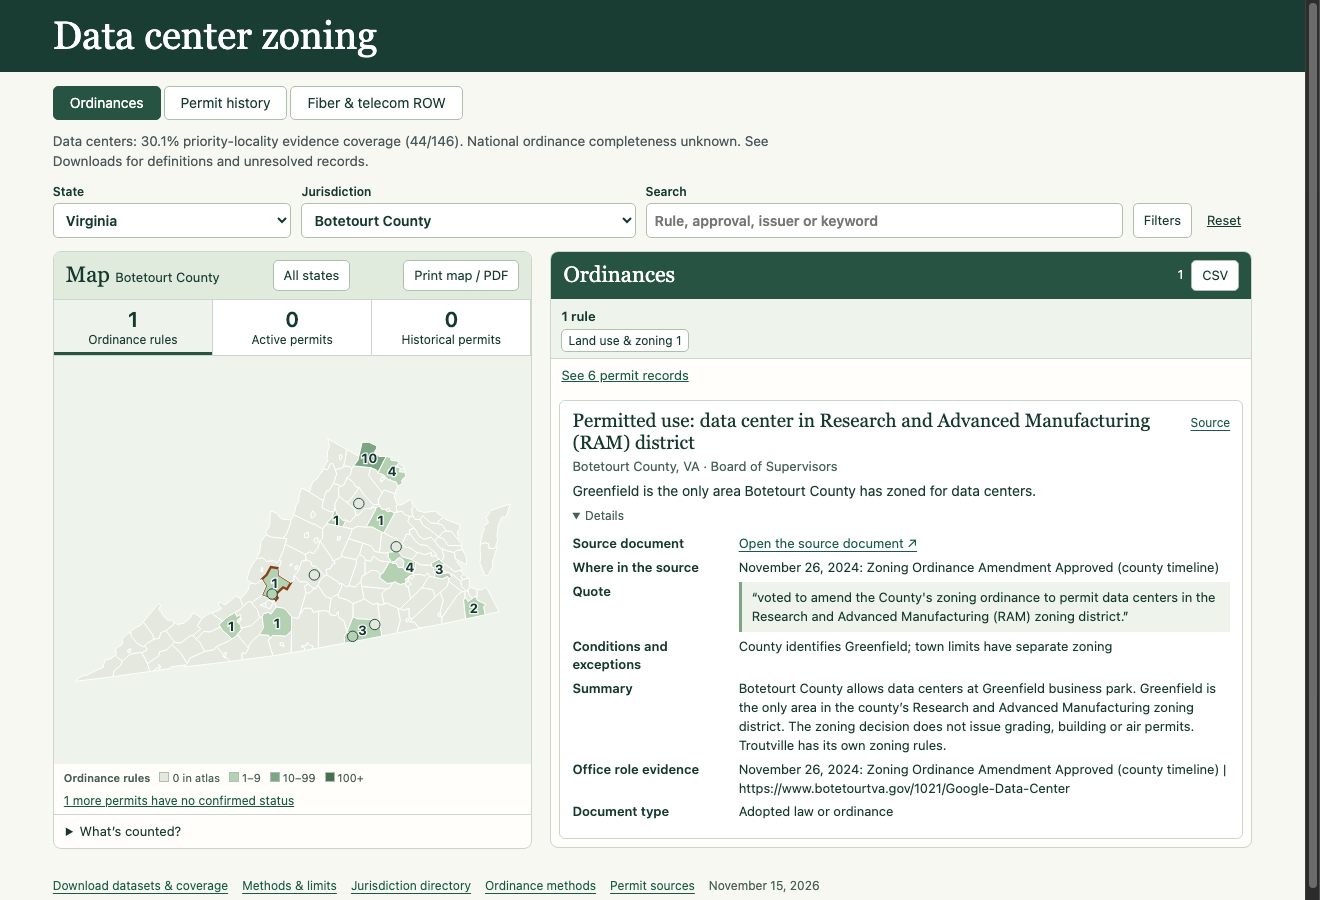 Data center zoning
Ordinances
Permit history
Fiber & telecom ROW
Data centers: 30.1% priority-locality evidence coverage (44/146). National ordinance completeness unknown. See
Downloads for definitions and unresolved records.
State
Jurisdiction
Search
Virginia
Botetourt County
Rule, approval, issuer or keyword
Filters
Reset
Map Botetourt County
All states
Print map / PDF
1
Ordinance rules
0
Active permits
0
Historical permits
10
4
1
1
4
3
1
2
1
1
3
Ordinance rules
0 in atlas
1–9
10–99
100+
1 more permits have no confirmed status
▶ What's counted?
Ordinances
1
CSV
1 rule
Land use & zoning 1
See 6 permit records
Permitted use: data center in Research and Advanced Manufacturing
(RAM) district
Source
Botetourt County, VA · Board of Supervisors
Greenfield is the only area Botetourt County has zoned for data centers.
▼ Details
Source document
Open the source document ↗
Where in the source
November 26, 2024: Zoning Ordinance Amendment Approved (county timeline)
Quote
“voted to amend the County's zoning ordinance to permit data centers in the
Research and Advanced Manufacturing (RAM) zoning district.”
Conditions and
exceptions
County identifies Greenfield; town limits have separate zoning
Summary
Botetourt County allows data centers at Greenfield business park. Greenfield is
the only area in the county’s Research and Advanced Manufacturing zoning
district. The zoning decision does not issue grading, building or air permits.
Troutville has its own zoning rules.
Office role evidence
November 26, 2024: Zoning Ordinance Amendment Approved (county timeline) |
https://www.botetourtva.gov/1021/Google-Data-Center
Document type
Adopted law or ordinance
Download datasets & coverage
Methods & limits
Jurisdiction directory
Ordinance methods
Permit sources
November 15, 2026